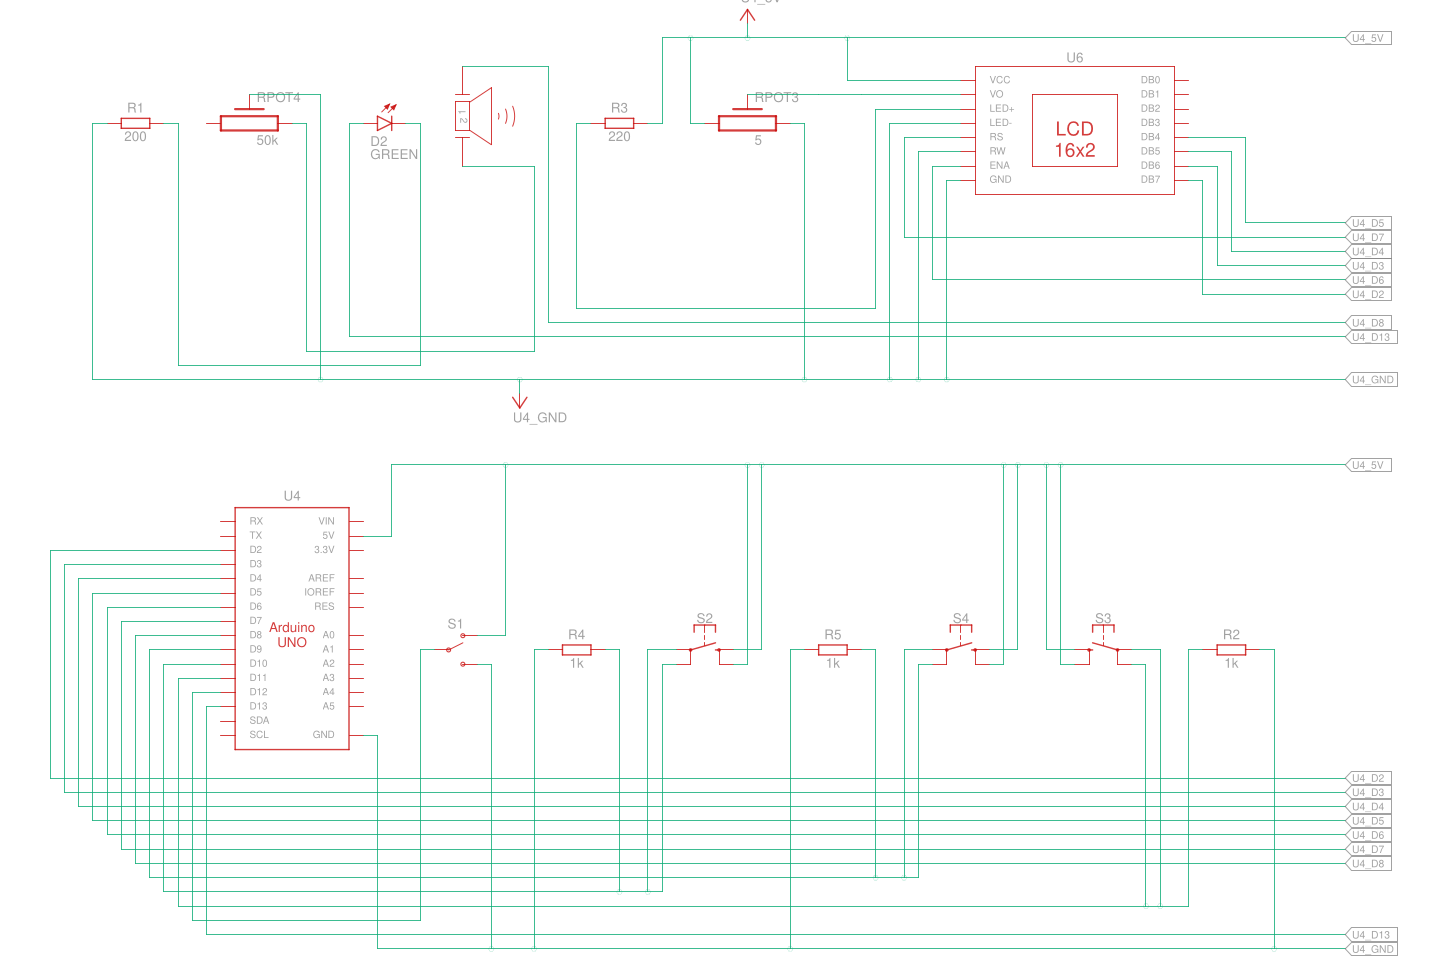 U4_5V
U6
R1
200
RPOT4
50k
D2
GREEN
1 2
R3
220
RPOT3
5
VCC
VO
LED+
LED-
RS
RW
ENA
GND
LCD
16x2
DB0
DB1
DB2
DB3
DB4
DB5
DB6
DB7
U4_D5
U4_D7
U4_D4
U4_D3
U4_D6
U4_D2
U4_D8
U4_D13
U4_GND
U4_GND
U4_5V
U4
RX
TX
D2
D3
D4
D5
D6
D7
D8
D9
D10
D11
D12
D13
SDA
SCL
Arduino
UNO
VIN
5V
3.3V
AREF
IOREF
RES
A0
A1
A2
A3
A4
A5
GND
S1
R4
1k
S2
R5
1k
S4
S3
R2
1k
U4_D2
U4_D3
U4_D4
U4_D5
U4_D6
U4_D7
U4_D8
U4_D13
U4_GND